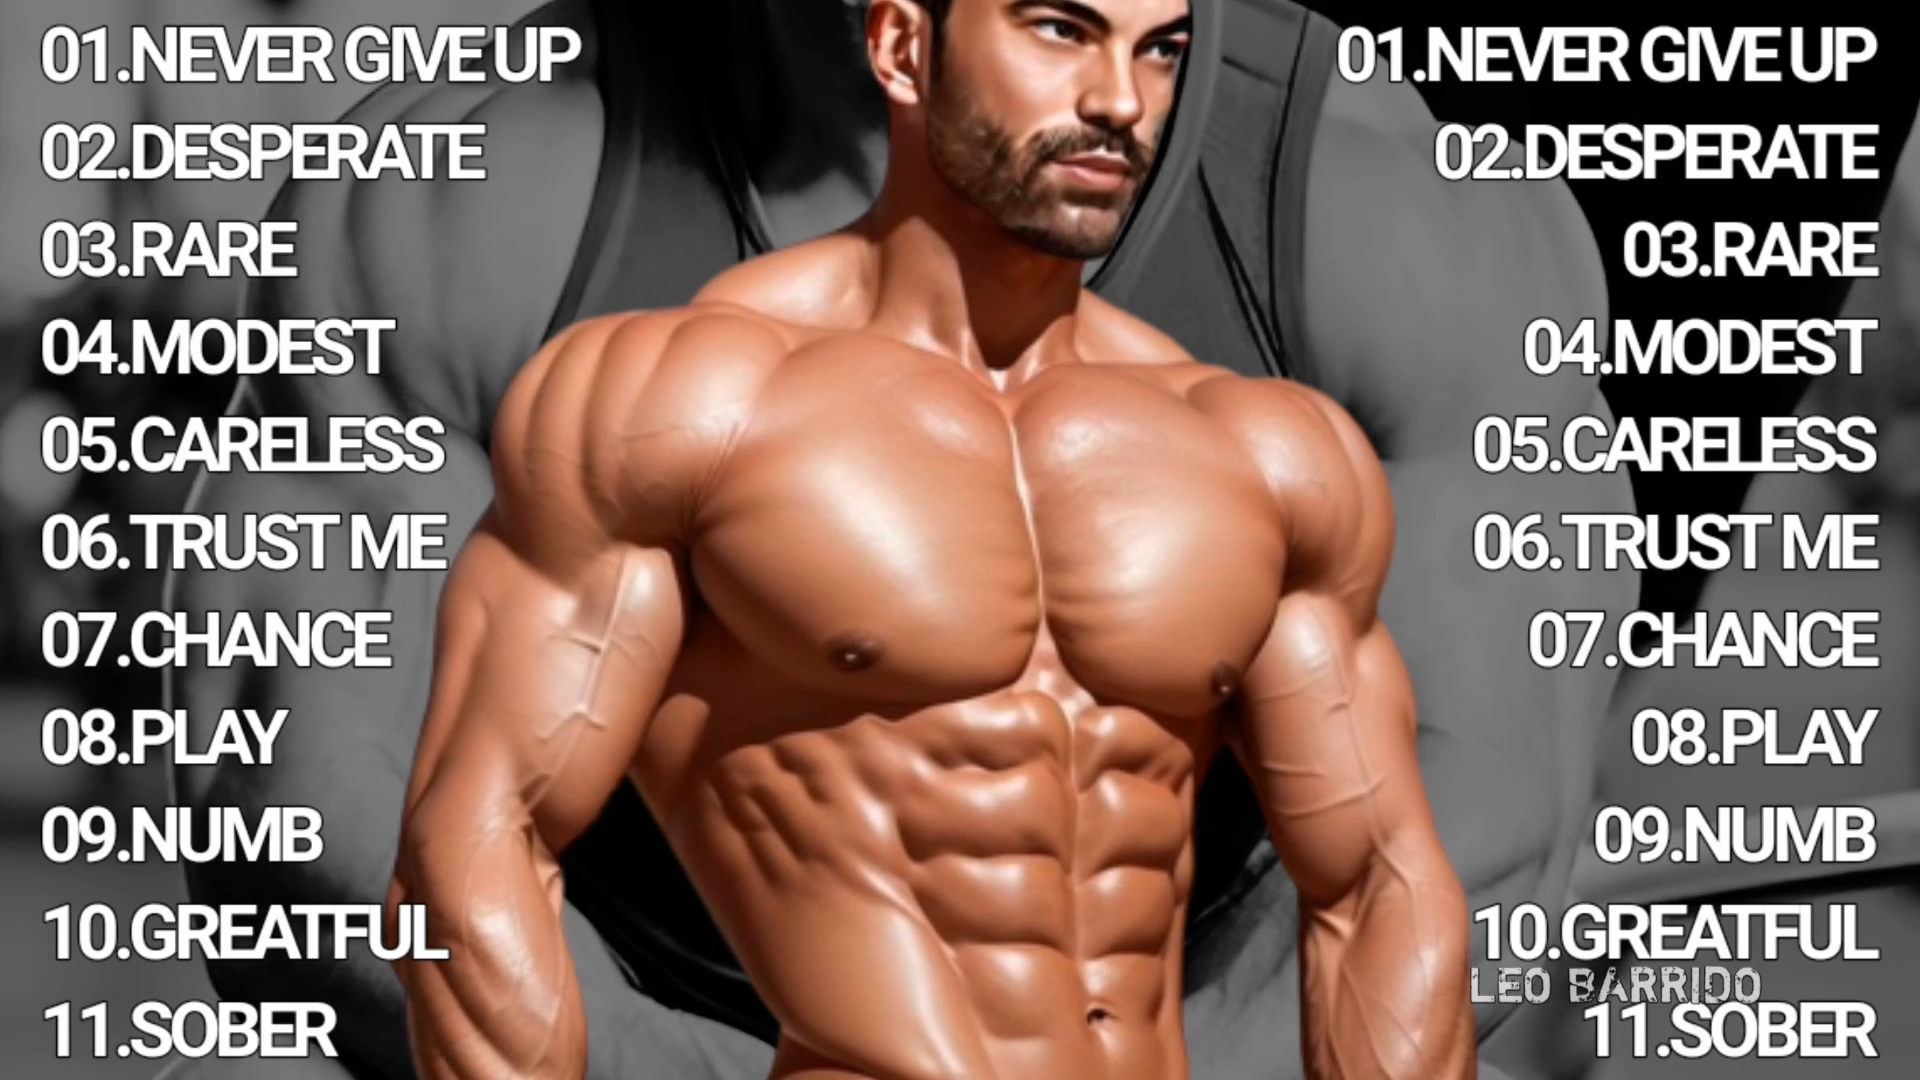 01.NEVER GIVE UP
02.DESPERATE
03.RARE
04.MODEST
05.CARELESS
06.TRUST ME
07.CHANCE
08.PLAY
09.NUMB
10.GREATFUL
11.SOBER
01.NEVER GIVE UP
02.DESPERATE
03.RARE
04.MODEST
05.CARELESS
06.TRUST ME
07.CHANCE
08.PLAY
09.NUMB
10.GREATFUL
LEO BARRIDO
11.SOBER